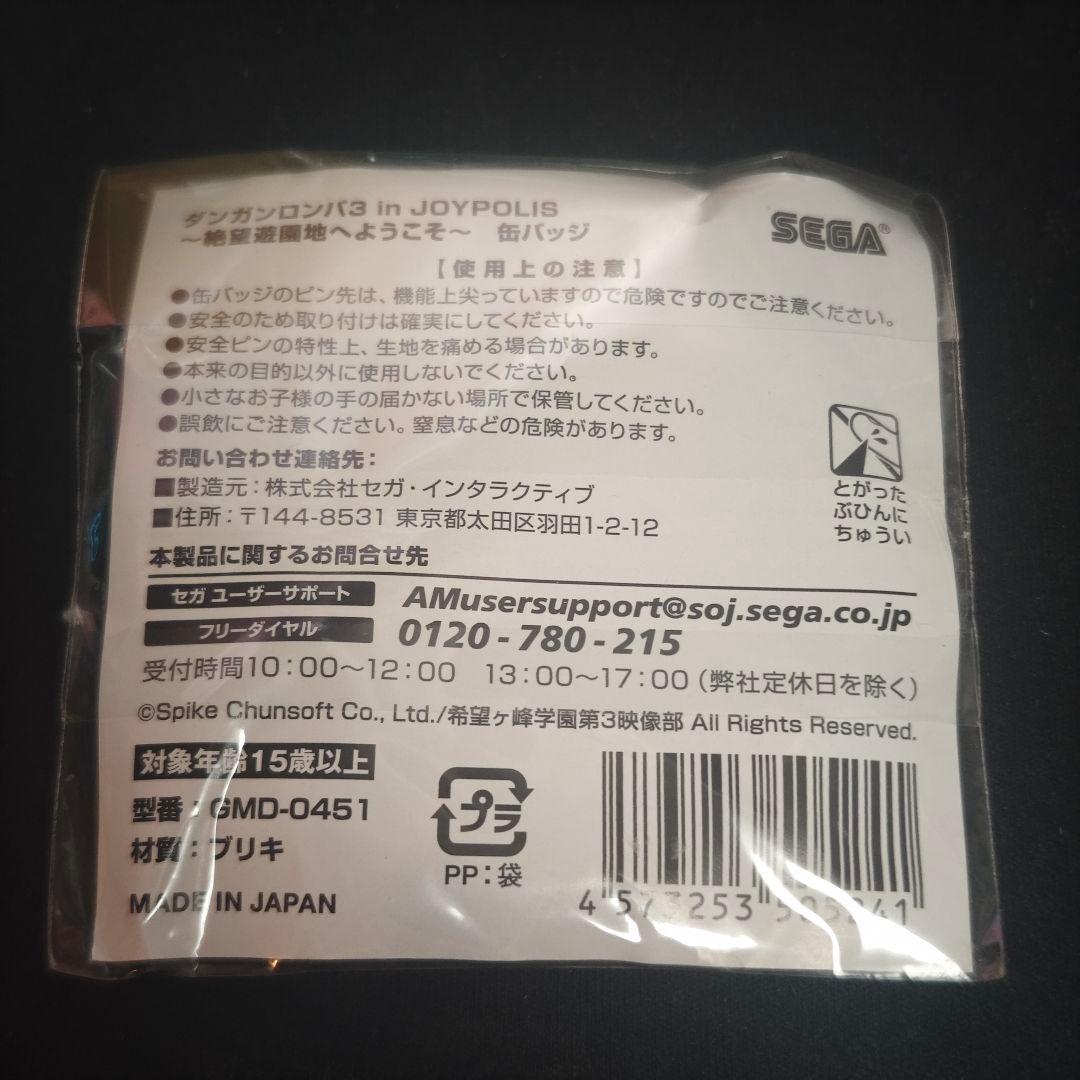 ダンガンロンパ3 in JOYPOLIS
～絶望遊園地へようこそ～　缶バッジ
SEGA®
【使用上の注意】
●缶バッジのピン先は、機能上尖っていますので危険ですのでご注意ください。
●安全のため取り付けは確実にしてください。
●安全ピンの特性上、生地を痛める場合があります。
●本来の目的以外に使用しないでください。
●小さなお子様の手の届かない場所で保管してください。
●誤飲にご注意ください。窒息などの危険があります。
とがった
ぶひんに
ちゅうい
お問い合わせ連絡先：
■製造元：株式会社セガ・インタラクティブ
■住所：〒144-8531 東京都太田区羽田1-2-12
本製品に関するお問合せ先
セガ ユーザーサポート AMusersupport@soj.sega.co.jp
フリーダイヤル 0120-780-215
受付時間10：00～12：00　13：00～17：00（弊社定休日を除く）
©Spike Chunsoft Co., Ltd./希望ヶ峰学園第3映像部 All Rights Reserved.
対象年齢15歳以上
型番：GMD-0451
材質：ブリキ
MADE IN JAPAN
プラ
PP：袋
4 573253 505241